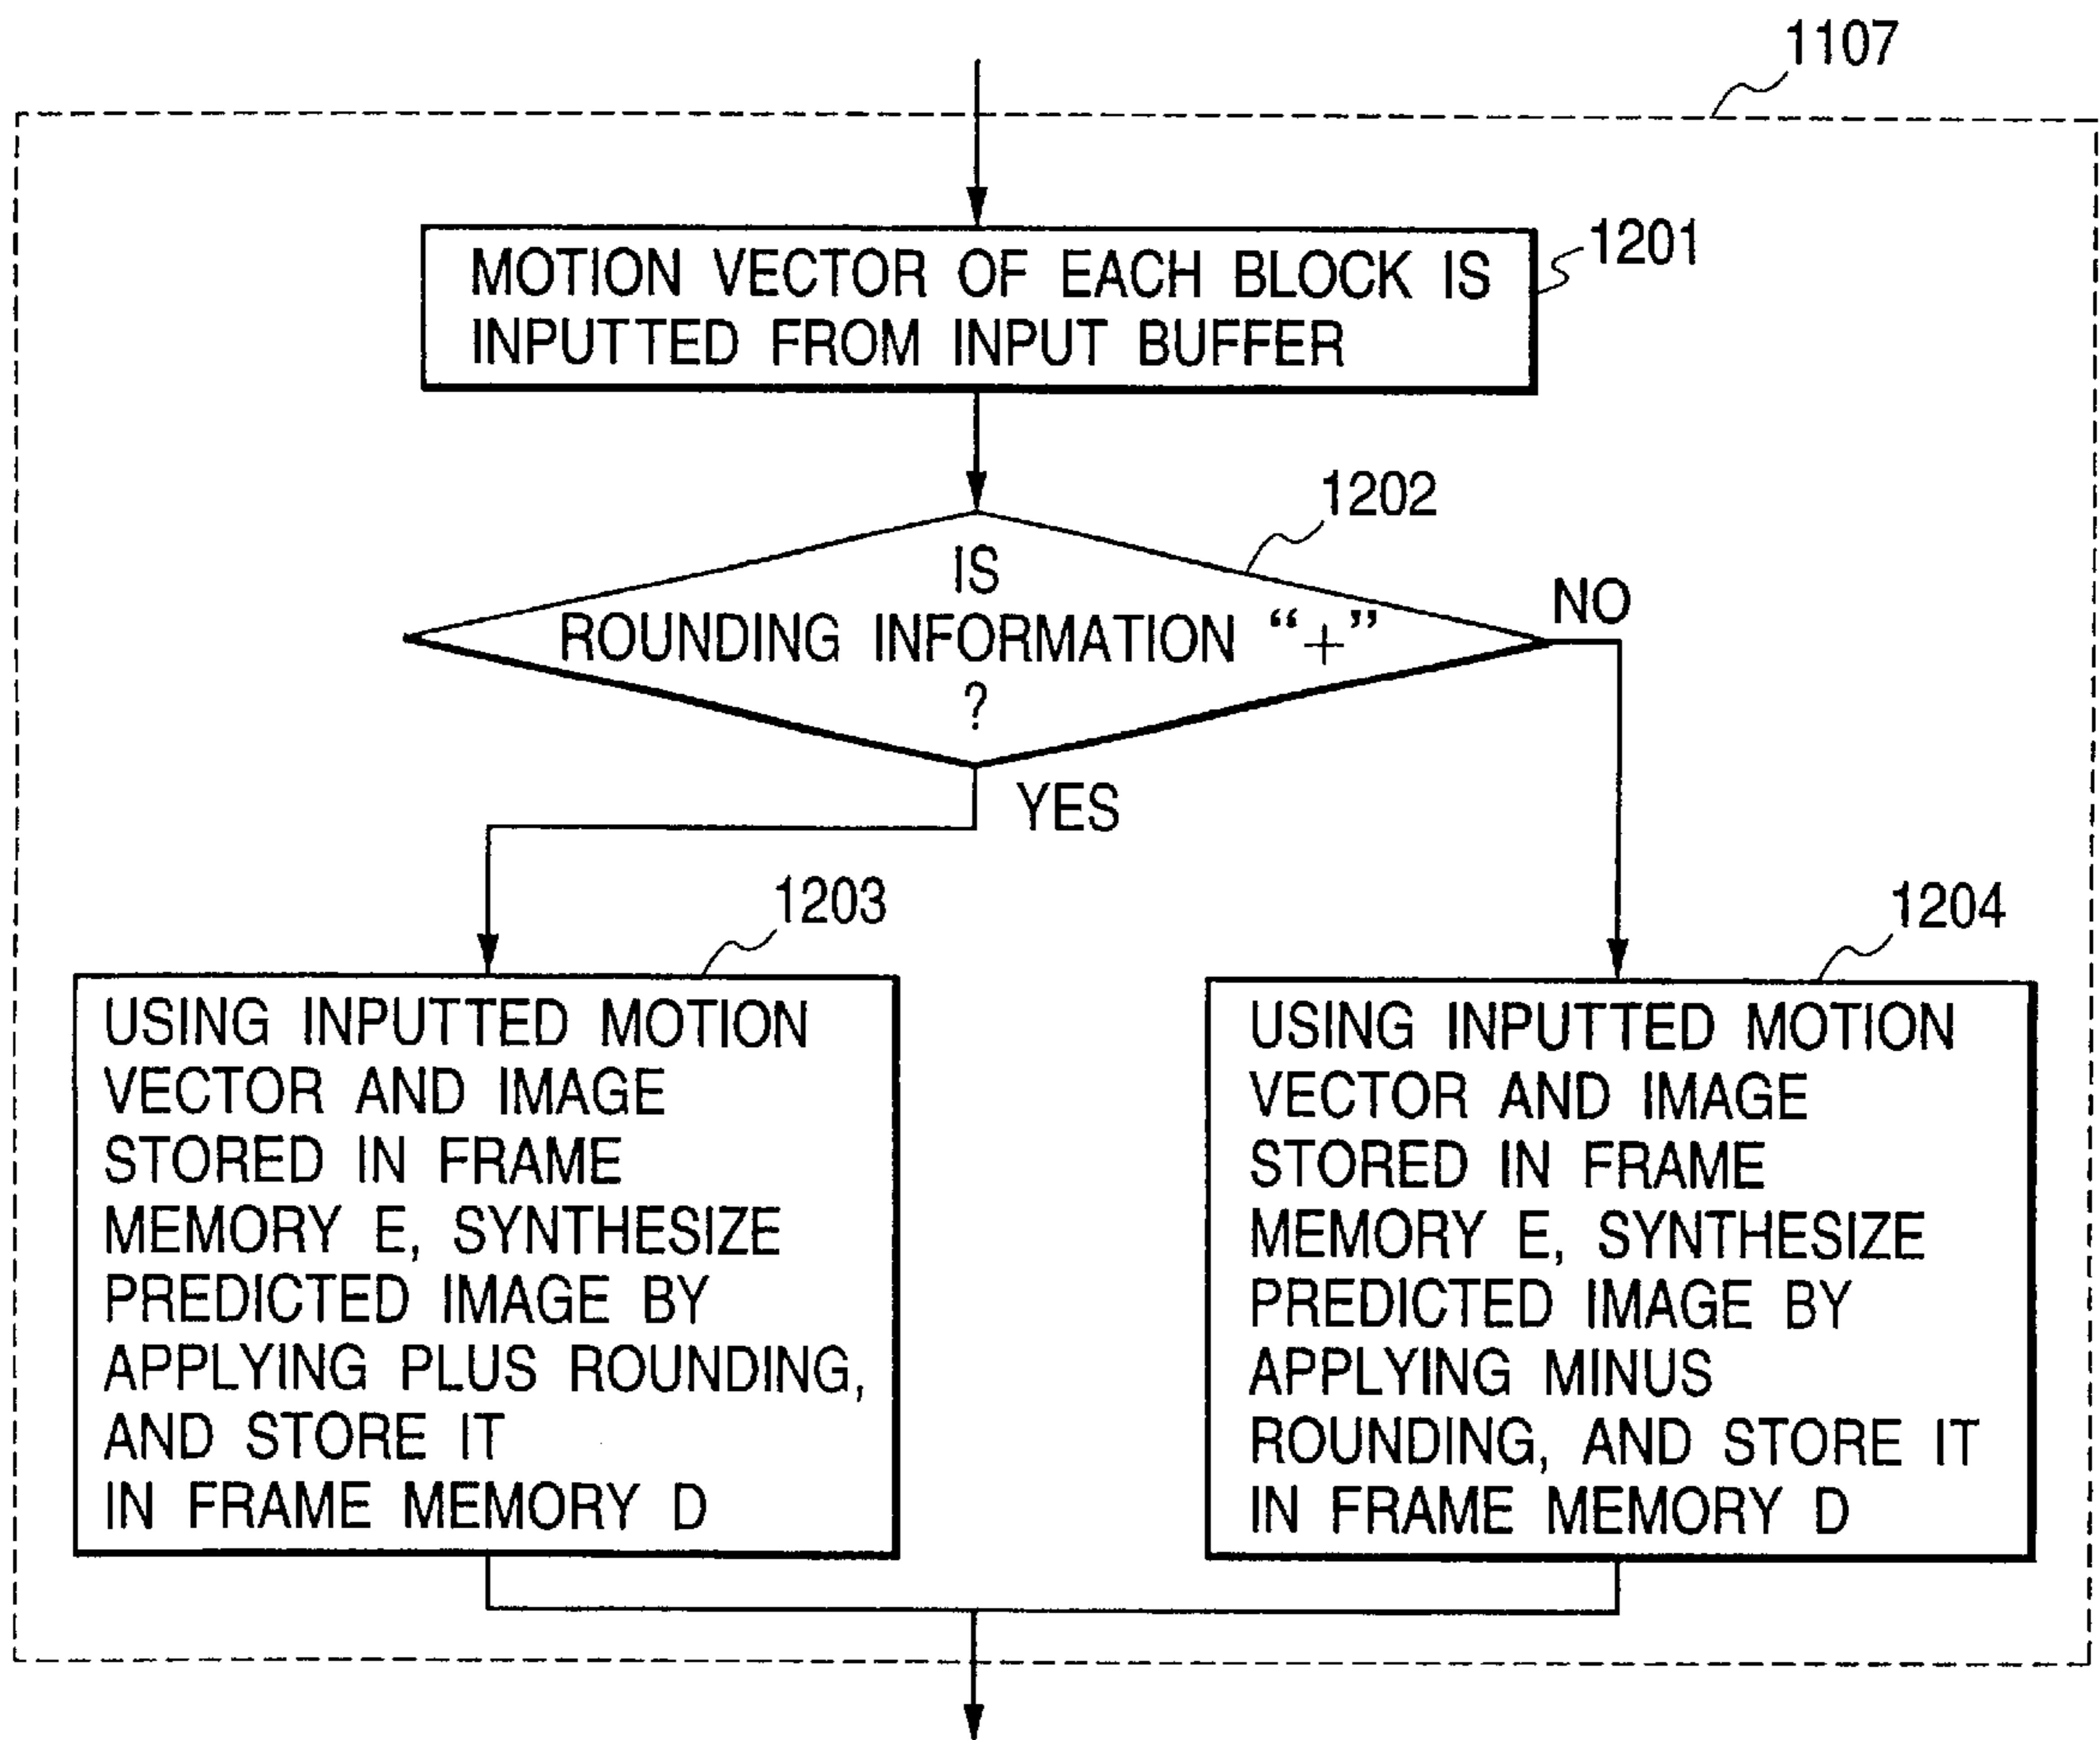 1107
MOTION VECTOR OF EACH BLOCK IS
INPUTTED FROM INPUT BUFFER
1201
1202
IS
ROUNDING INFORMATION “+”
?
NO
YES
1203
USING INPUTTED MOTION
VECTOR AND IMAGE
STORED IN FRAME
MEMORY E, SYNTHESIZE
PREDICTED IMAGE BY
APPLYING PLUS ROUNDING,
AND STORE IT
IN FRAME MEMORY D
1204
USING INPUTTED MOTION
VECTOR AND IMAGE
STORED IN FRAME
MEMORY E, SYNTHESIZE
PREDICTED IMAGE BY
APPLYING MINUS
ROUNDING, AND STORE IT
IN FRAME MEMORY D